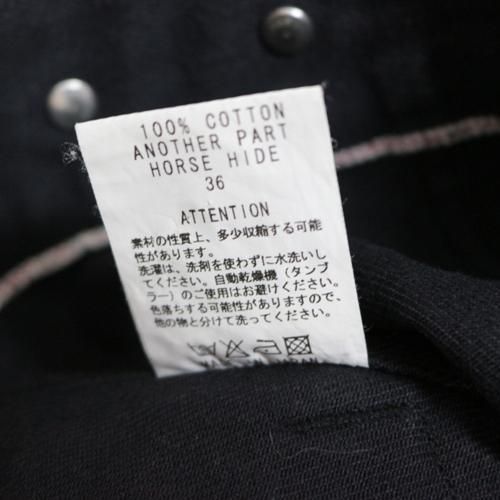 100% COTTON
ANOTHER PART
HORSE HIDE
36
ATTENTION
素材の性質上、多少収縮する可能
性があります。
洗濯は、洗剤を使わずに水洗いし
てください。自動乾燥機（タンブ
ラー）のご使用はお避けください。
色落ちする可能性がありますので、
他の物と分けて洗ってください。
MADE IN JAPAN